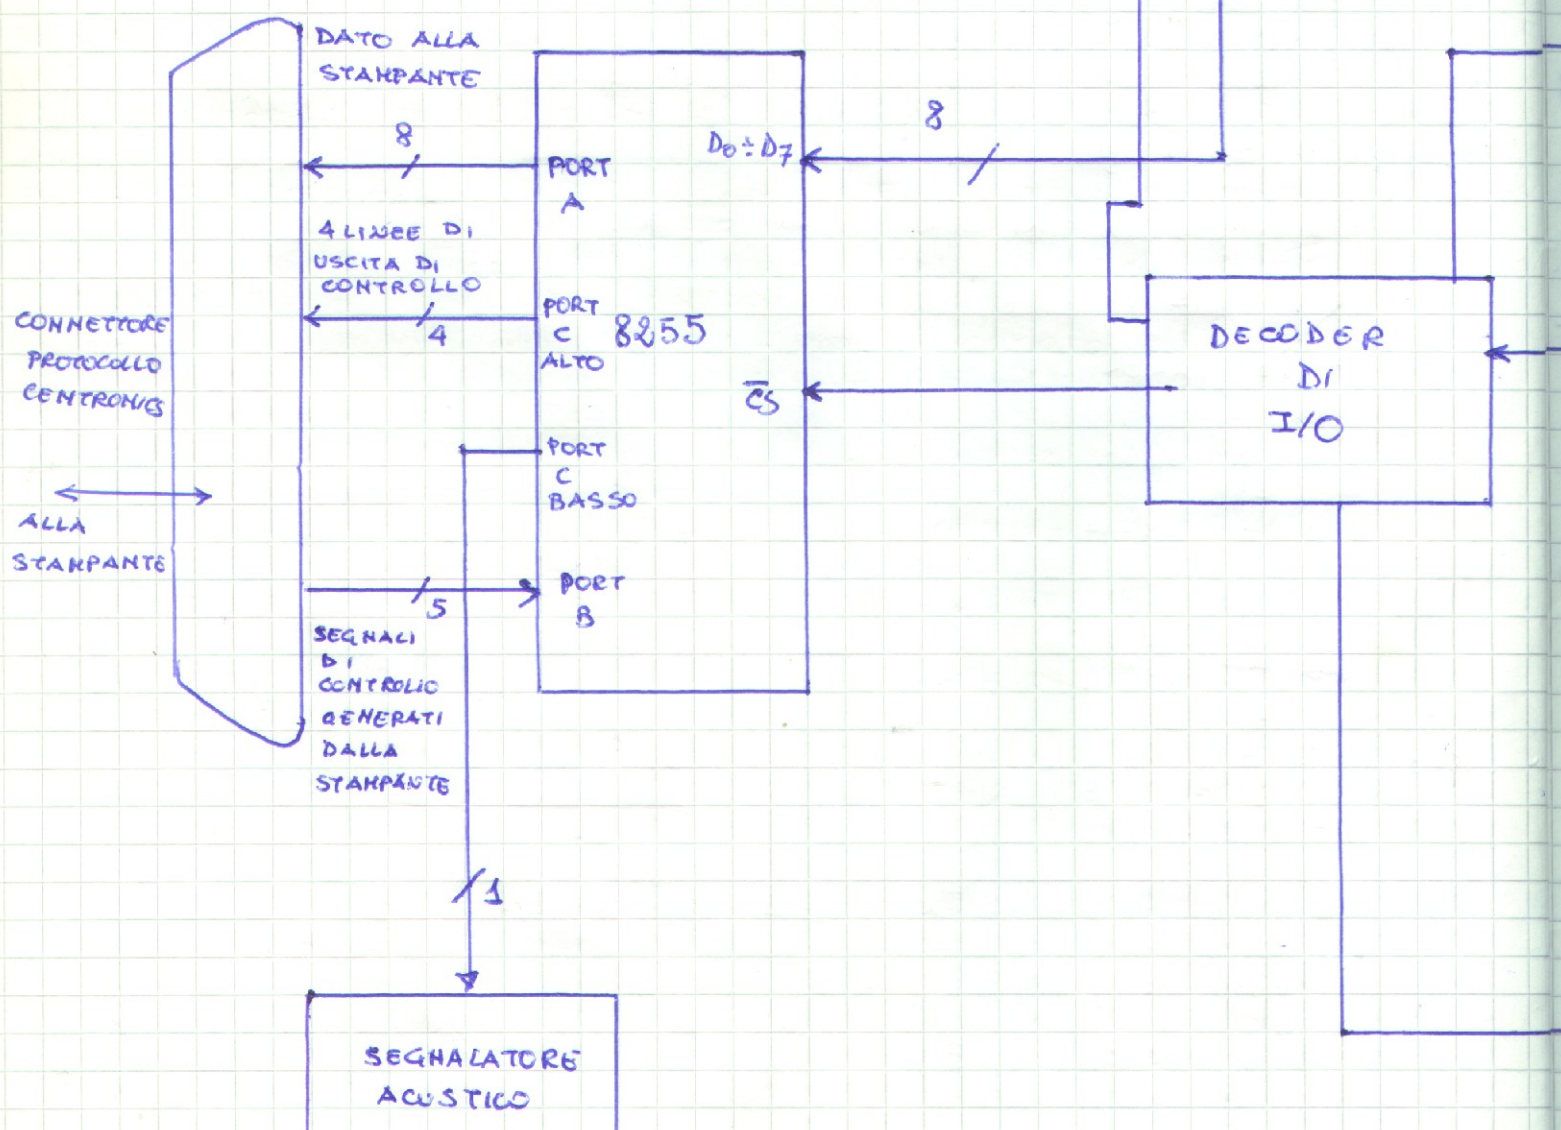 DATO ALLA
STAMPANTE
8
PORT
A
4 LINEE DI
USCITA DI
CONTROLLO
4
PORT
C
ALTO
8255
D0÷D7
8
C̅S̅
DECODER
DI
I/O
CONNETTORE
PROTOCOLLO
CENTRONICS
ALLA
STAMPANTE
PORT
C
BASSO
5
PORT
B
SEGNALI
DI
CONTROLLO
GENERATI
DALLA
STAMPANTE
1
SEGNALATORE
ACUSTICO